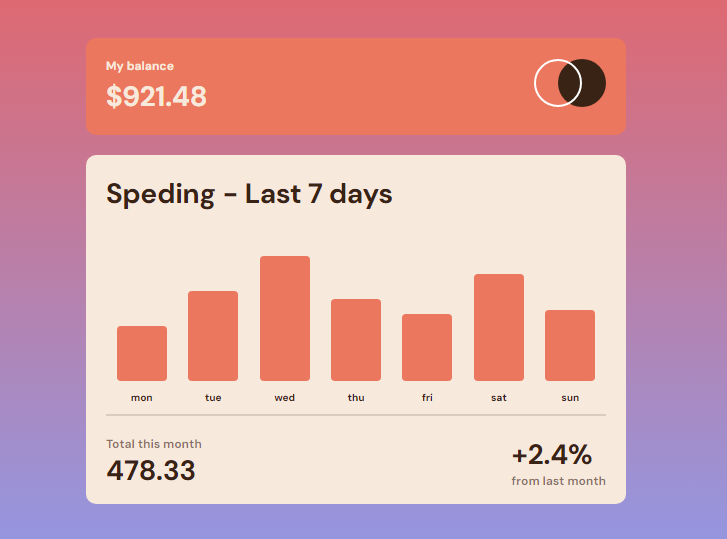 My balance
$921.48
Speding - Last 7 days
mon tue wed thu fri sat sun
Total this month
478.33
+2.4%
from last month